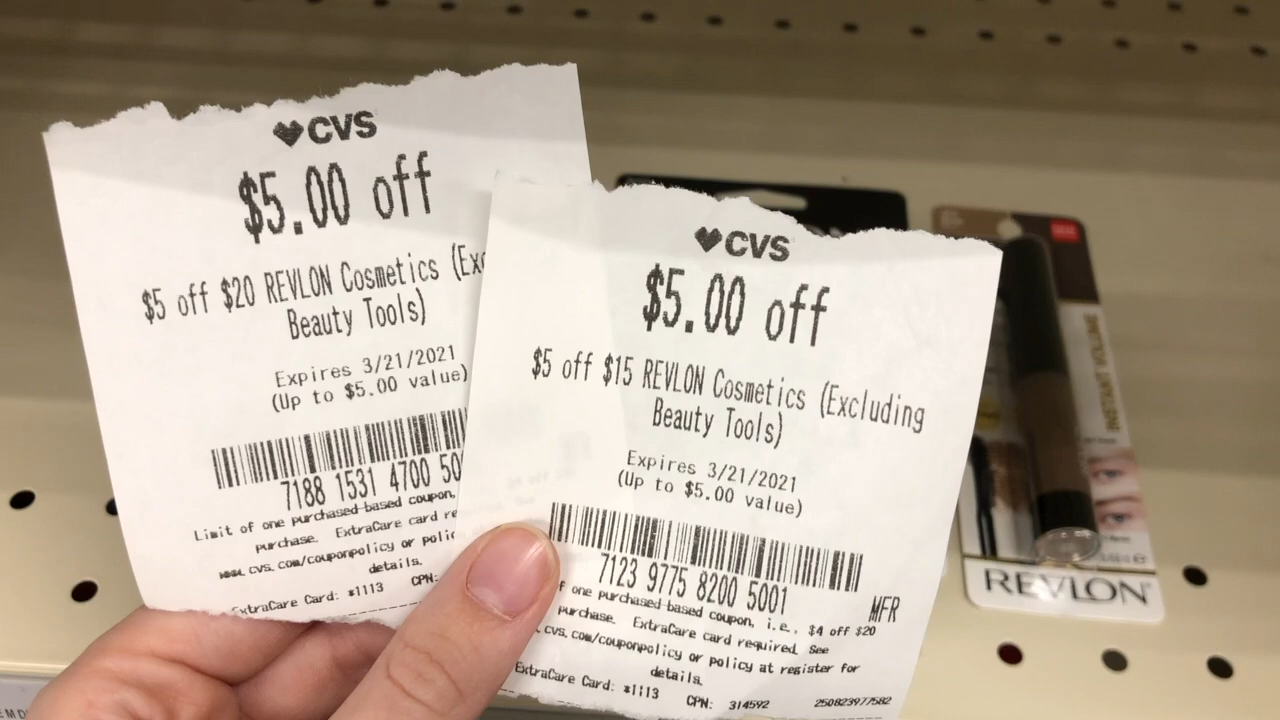 CVS
$5.00 off
$5 off $20 REVLON Cosmetics (Exc
Beauty Tools)
Expires 3/21/2021
(Up to $5.00 value)
7188 1531 4700 50
Limit of one purchased-based coupon,
purchase. ExtraCare card re
www.cvs.com/couponpolicy or polic
details.
ExtraCare Card: *1113 CPN:
CVS
$5.00 off
$5 off $15 REVLON Cosmetics (Excluding
Beauty Tools)
Expires 3/21/2021
(Up to $5.00 value)
7123 9775 8200 5001
MFR
f one purchased-based coupon, i.e., $4 off $20
purchase. ExtraCare card required. See
.cvs.com/couponpolicy or policy at register for
details.
ExtraCare Card: *1113 CPN: 314592 250823977582
INSTANT VOLUME
REVLON